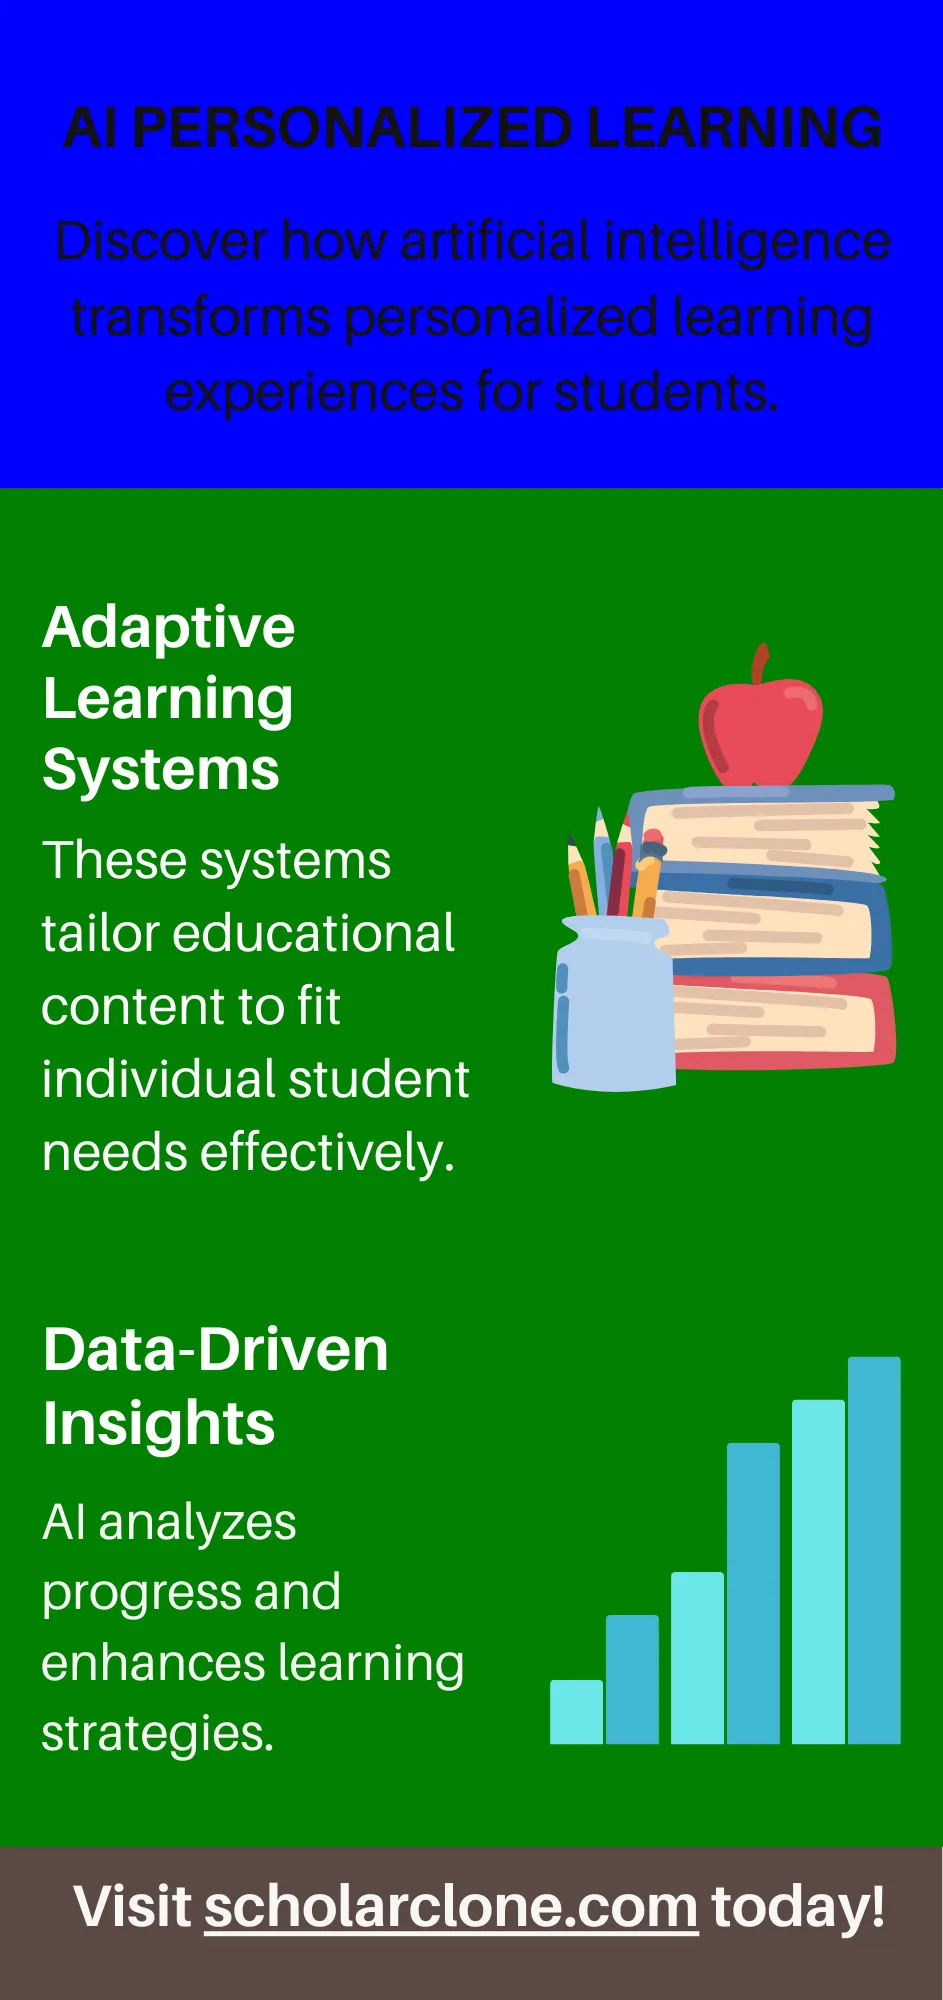 AI PERSONALIZED LEARNING
Discover how artificial intelligence
transforms personalized learning
experiences for students.
Adaptive
Learning
Systems
These systems
tailor educational
content to fit
individual student
needs effectively.
Data-Driven
Insights
AI analyzes
progress and
enhances learning
strategies.
Visit scholarclone.com today!